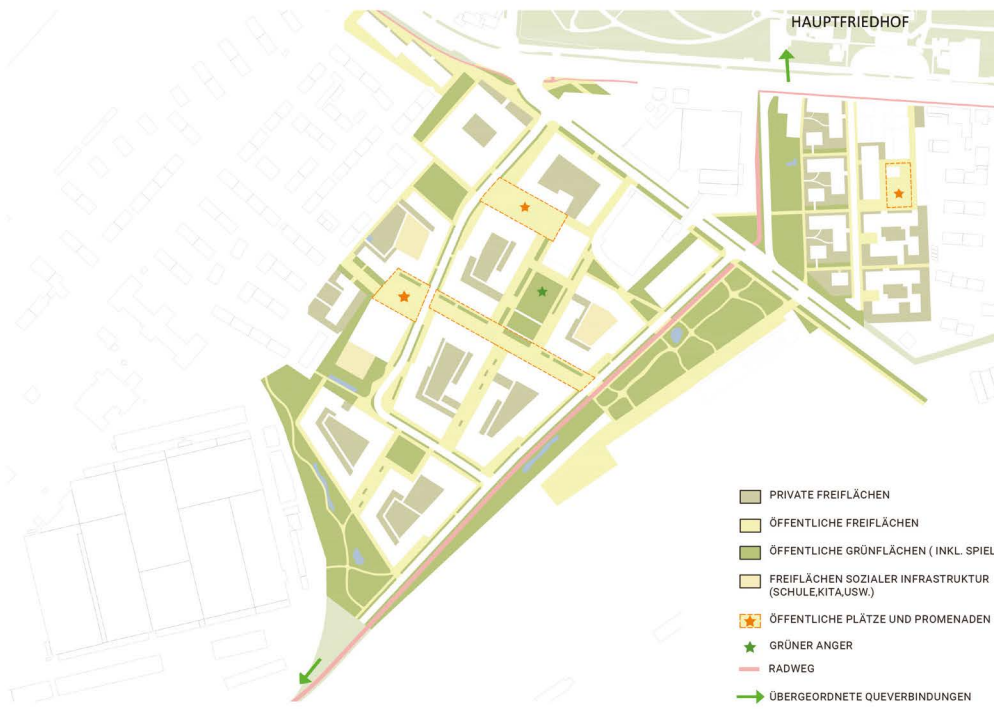 HAUPTFRIEDHOF
PRIVATE FREIFLÄCHEN
ÖFFENTLICHE FREIFLÄCHEN
ÖFFENTLICHE GRÜNFLÄCHEN ( INKL. SPIEL
FREIFLÄCHEN SOZIALER INFRASTRUKTUR
(SCHULE,KITA,USW.)
ÖFFENTLICHE PLÄTZE UND PROMENADEN
GRÜNER ANGER
RADWEG
ÜBERGEORDNETE QUEVERBINDUNGEN